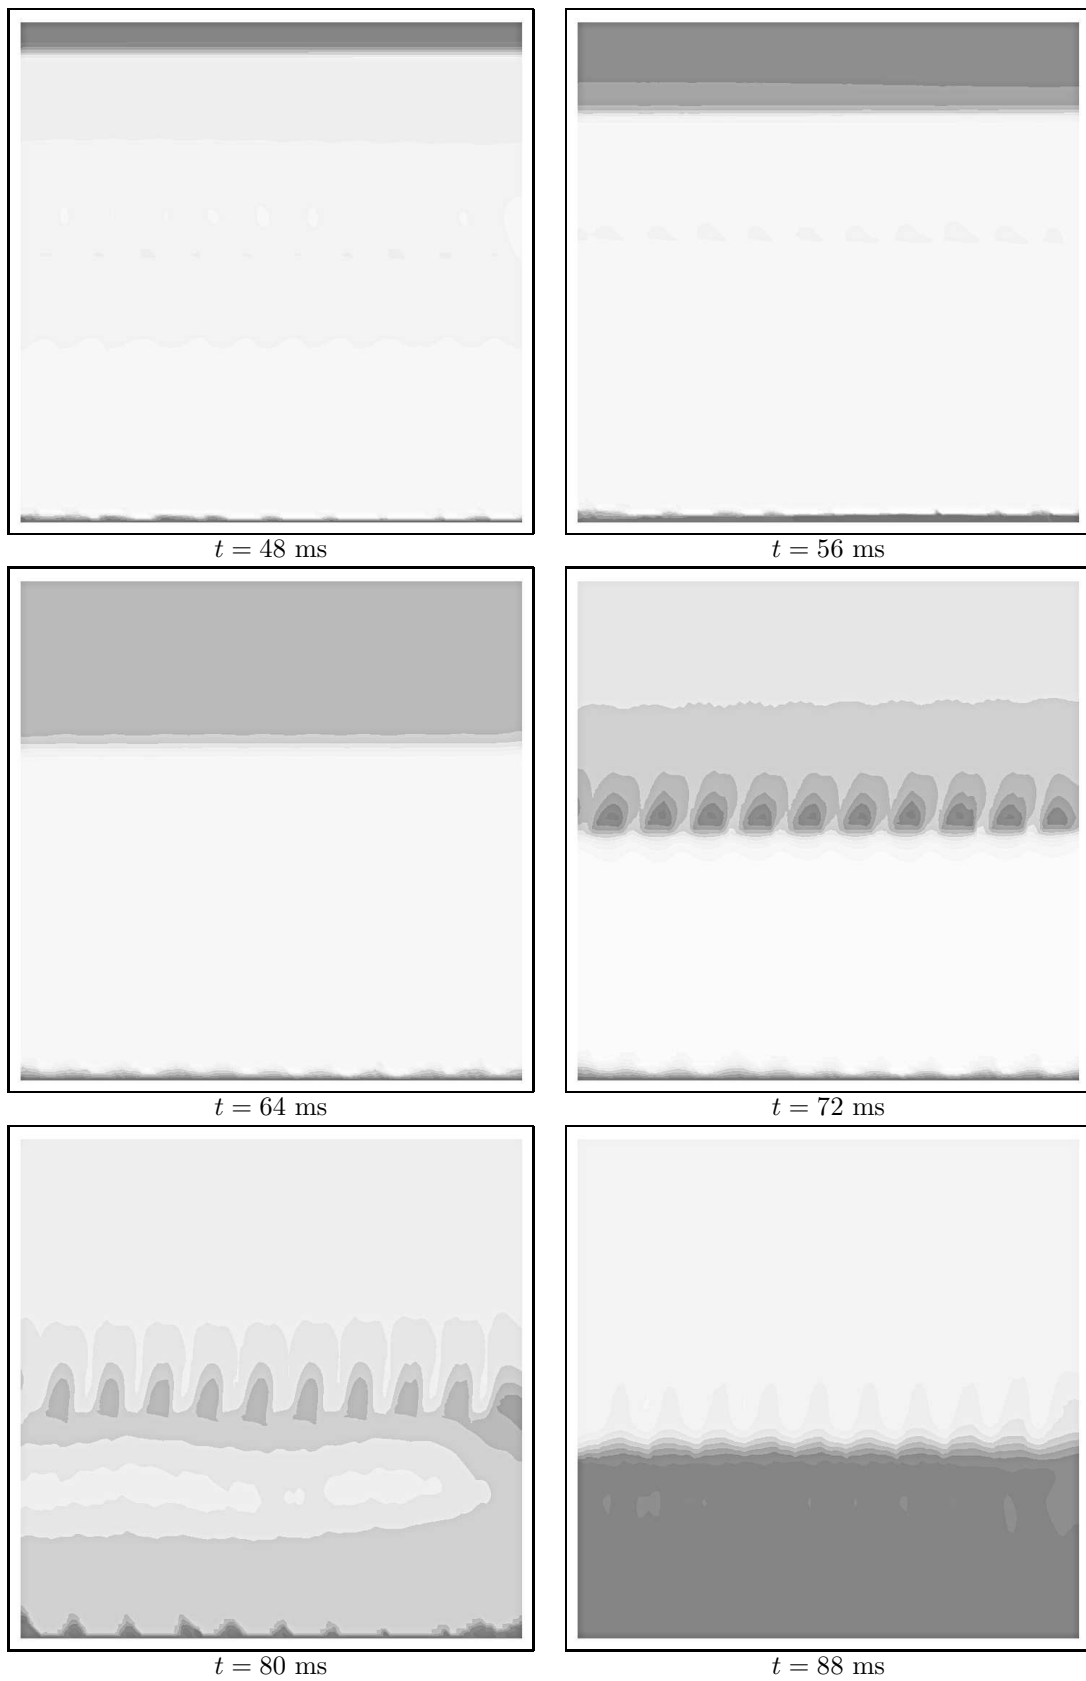 t = 48 ms
t = 56 ms
t = 64 ms
t = 72 ms
t = 80 ms
t = 88 ms